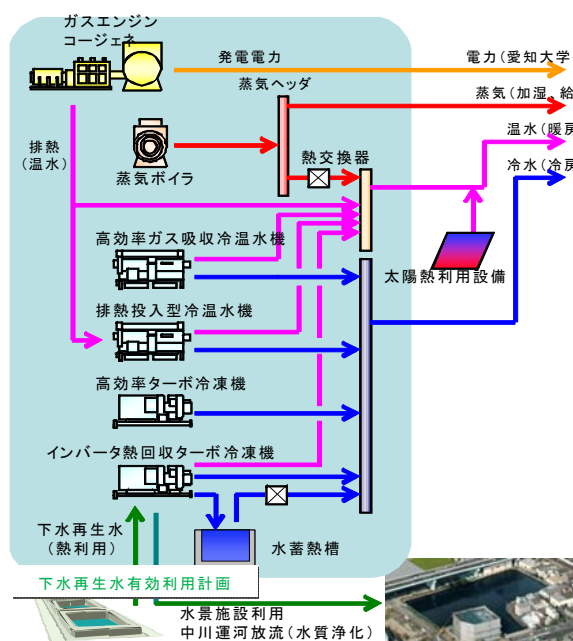 ガスエンジン
コージェネ
発電電力
電力(愛知大学
蒸気ヘッダ
蒸気(加湿、給
排熱
(温水)
温水(暖房
熱交換器
蒸気ボイラ
冷水(冷房
高効率ガス吸収冷温水機
太陽熱利用設備
排熱投入型冷温水機
高効率ターボ冷凍機
インバータ熱回収ターボ冷凍機
下水再生水
(熱利用)
水蓄熱槽
下水再生水有効利用計画
水景施設利用
中川運河放流(水質浄化)